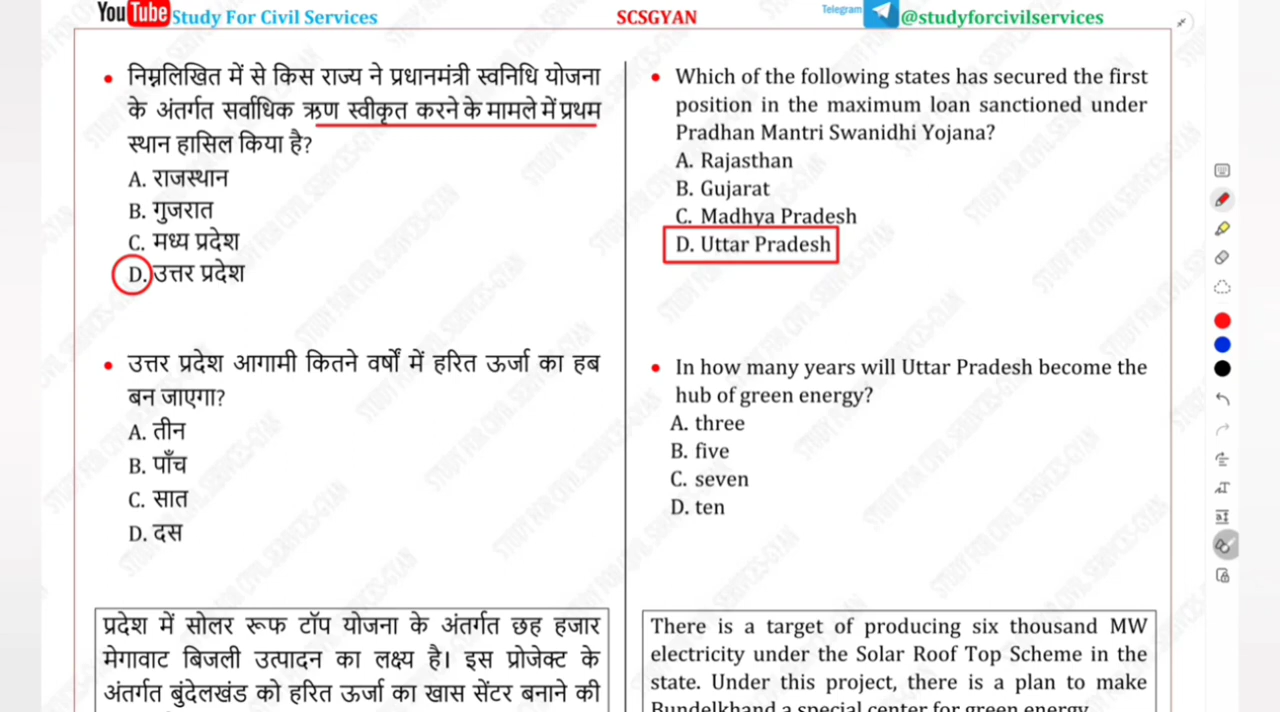 YouTube Study For Civil Services
SCSGYAN
Telegram @studyforcivilservices
• निम्नलिखित में से किस राज्य ने प्रधानमंत्री स्वनिधि योजना
के अंतर्गत सर्वाधिक ऋण स्वीकृत करने के मामले में प्रथम
स्थान हासिल किया है?
A. राजस्थान
B. गुजरात
C. मध्य प्रदेश
D. उत्तर प्रदेश
• उत्तर प्रदेश आगामी कितने वर्षों में हरित ऊर्जा का हब
बन जाएगा?
A. तीन
B. पाँच
C. सात
D. दस
प्रदेश में सोलर रूफ टॉप योजना के अंतर्गत छह हजार
मेगावाट बिजली उत्पादन का लक्ष्य है। इस प्रोजेक्ट के
अंतर्गत बुंदेलखंड को हरित ऊर्जा का खास सेंटर बनाने की
• Which of the following states has secured the first
position in the maximum loan sanctioned under
Pradhan Mantri Swanidhi Yojana?
A. Rajasthan
B. Gujarat
C. Madhya Pradesh
D. Uttar Pradesh
• In how many years will Uttar Pradesh become the
hub of green energy?
A. three
B. five
C. seven
D. ten
There is a target of producing six thousand MW
electricity under the Solar Roof Top Scheme in the
state. Under this project, there is a plan to make
Bundelkhand a special center for green energy